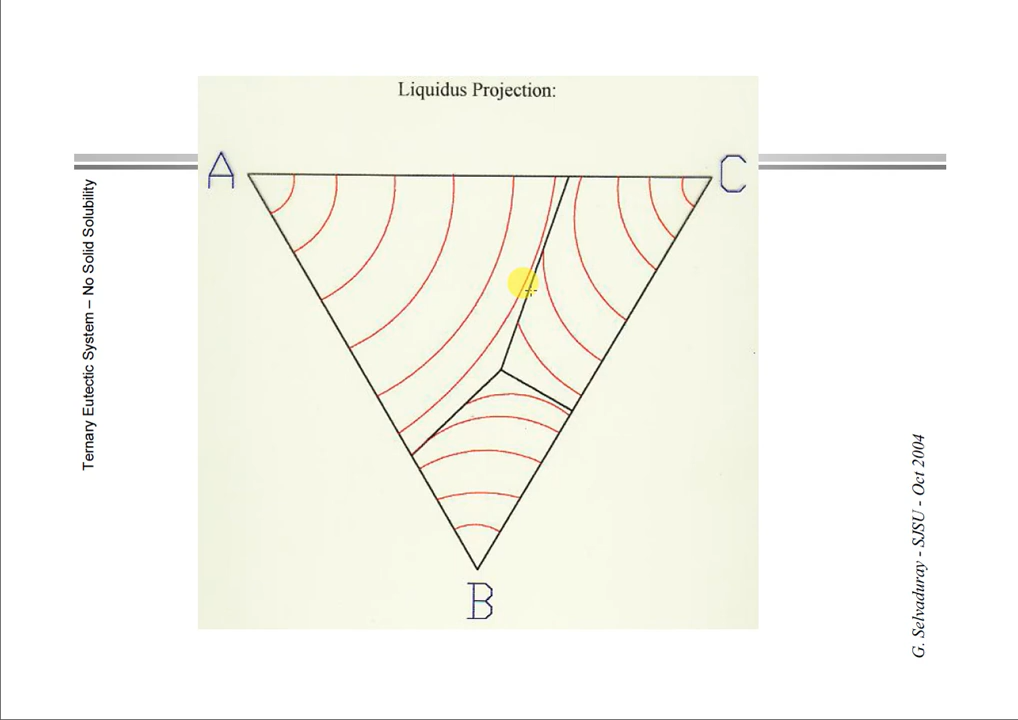 Liquidus Projection:
A
C
B
Ternary Eutectic System – No Solid Solubility
G. Selvaduray - SJSU - Oct 2004